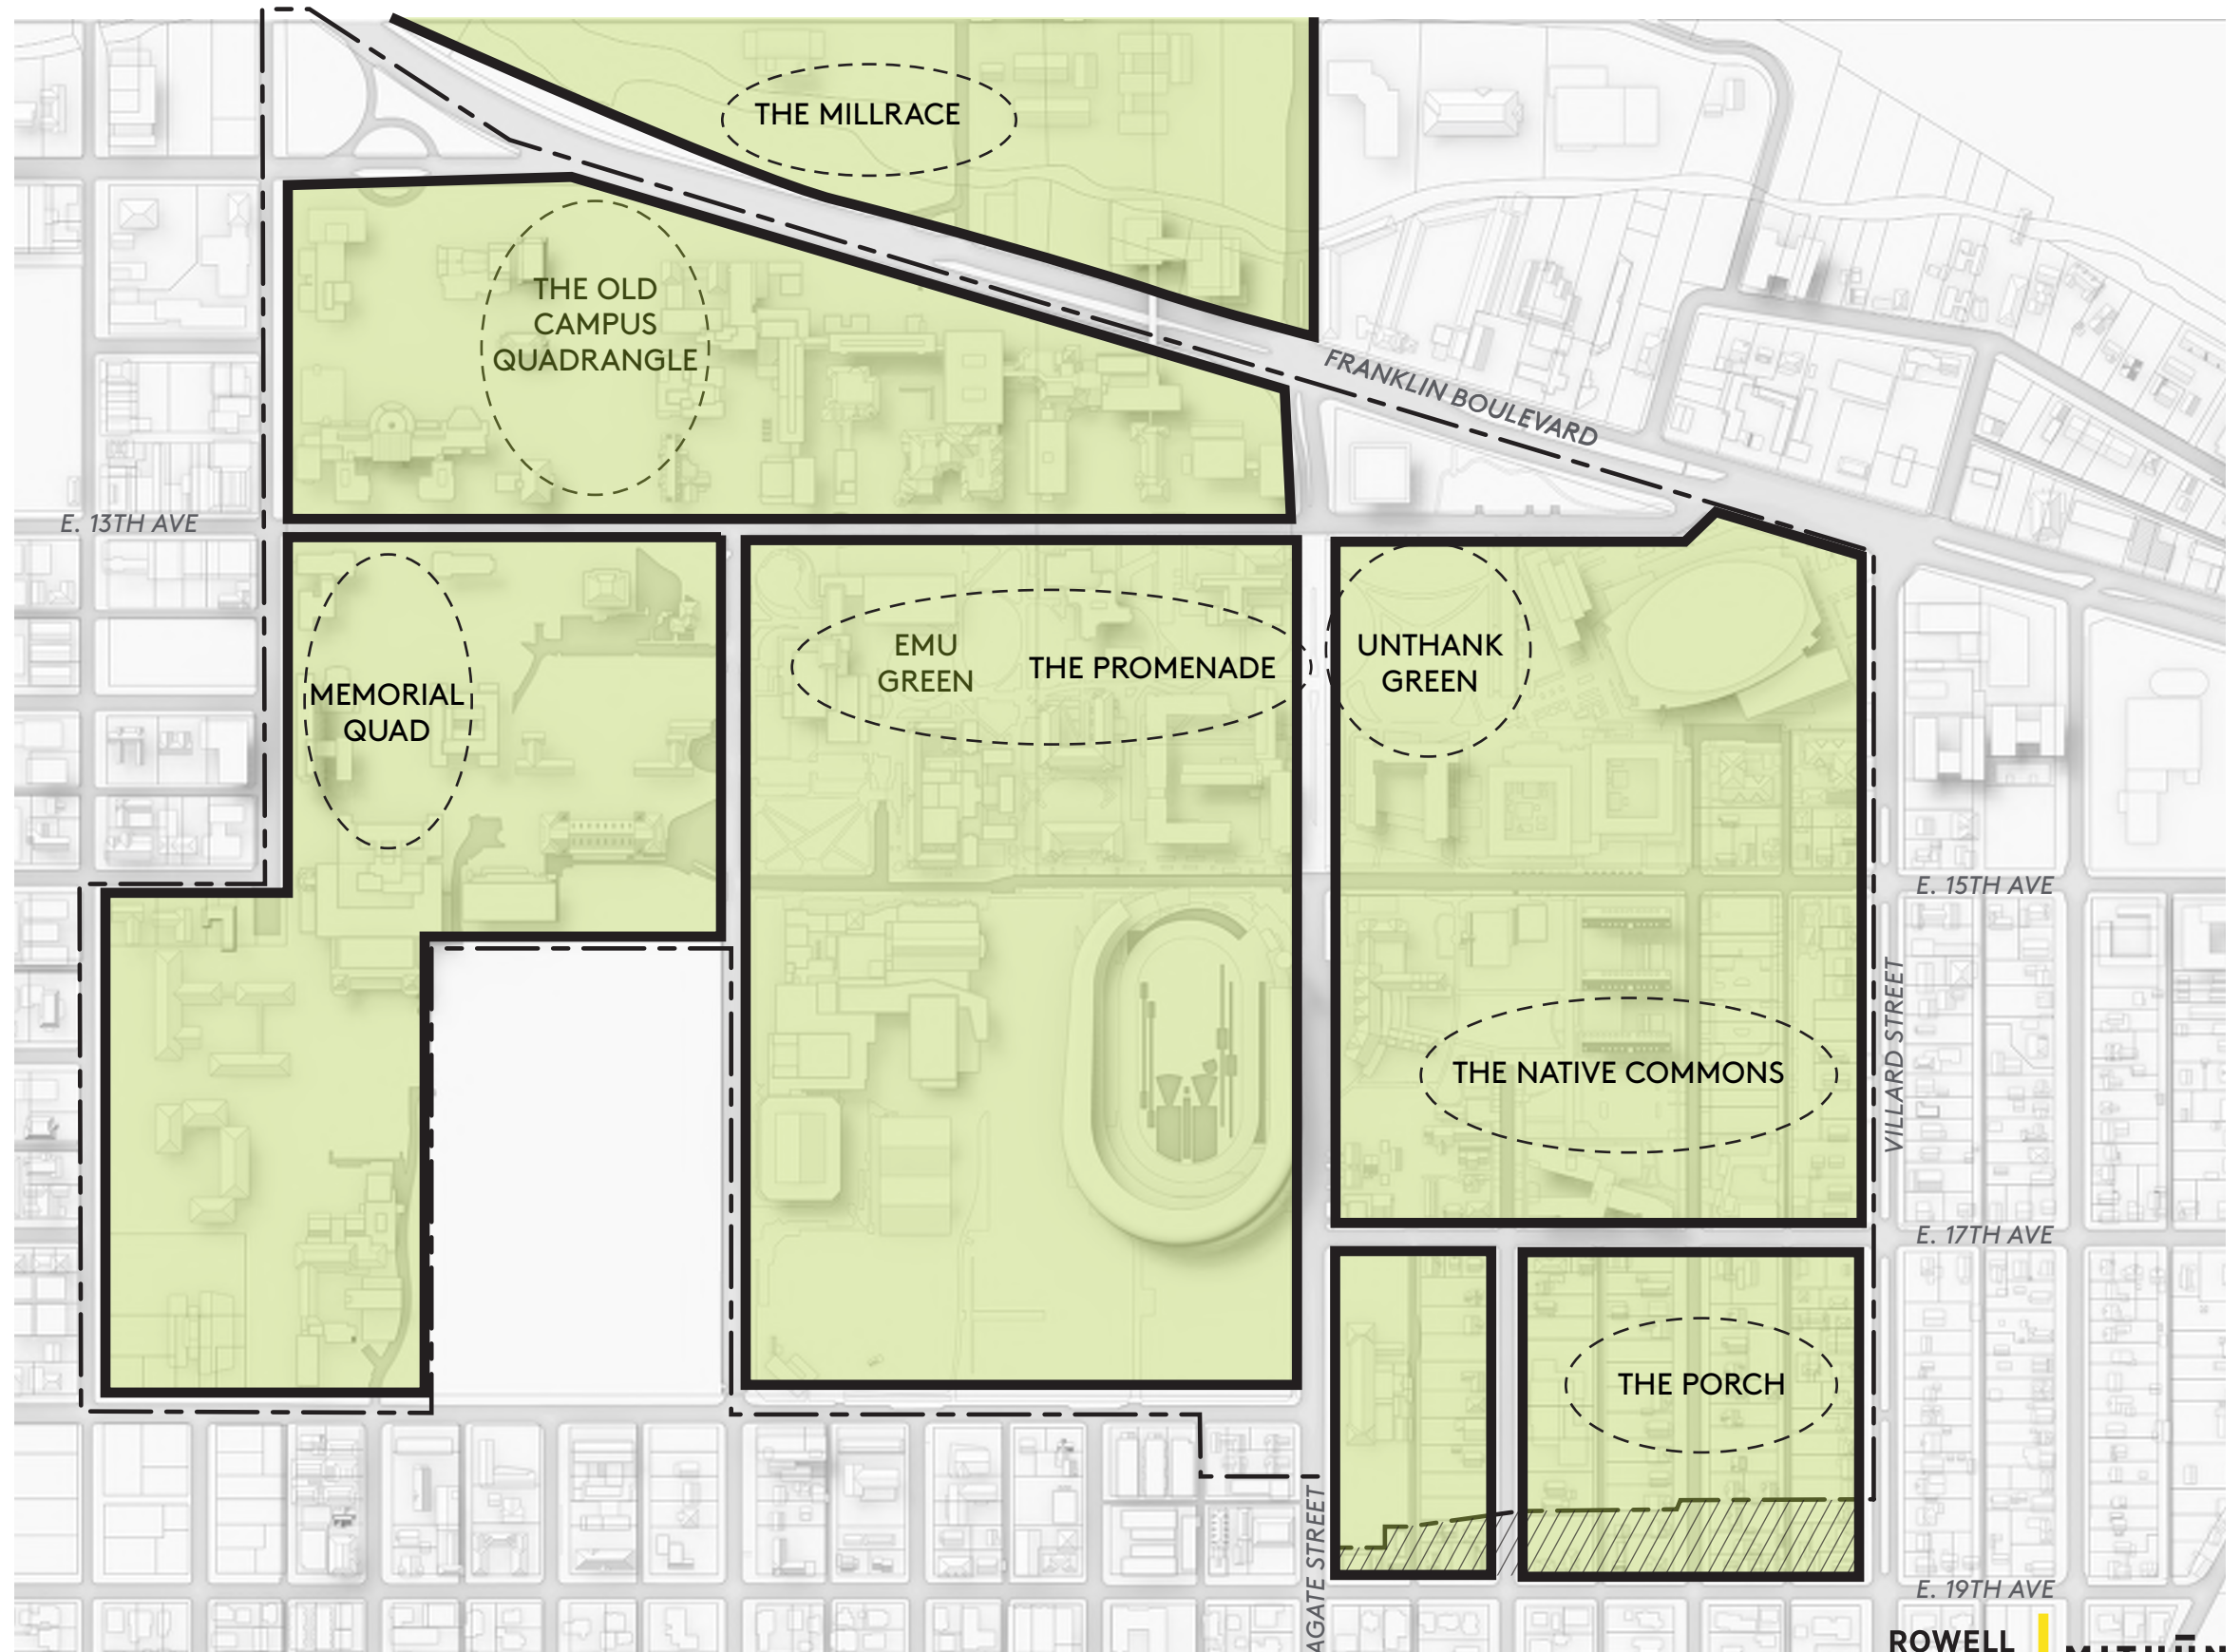 THE MILLRACE
THE OLD
CAMPUS
QUADRANGLE
FRANKLIN BOULEVARD
E. 13TH AVE
MEMORIAL
QUAD
EMU
GREEN
THE PROMENADE
UNTHANK
GREEN
E. 15TH AVE
THE NATIVE COMMONS
VILLARD STREET
E. 17TH AVE
THE PORCH
AGATE STREET
E. 19TH AVE
ROWELL